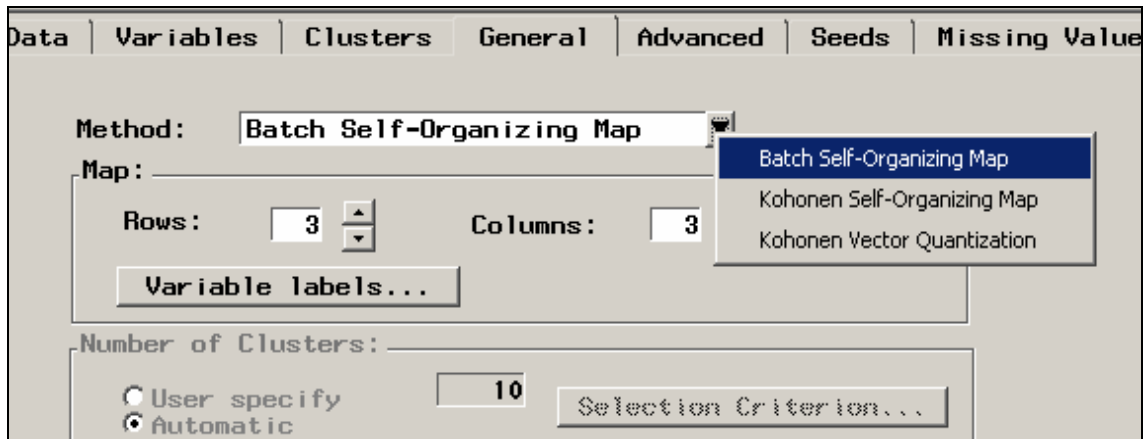 Data Variables Clusters General Advanced Seeds Missing Value
Method: Batch Self-Organizing Map
Batch Self-Organizing Map
Kohonen Self-Organizing Map
Kohonen Vector Quantization
Map:
Rows: 3 Columns: 3
Variable labels...
Number of Clusters:
User specify 10 Selection Criterion...
Automatic